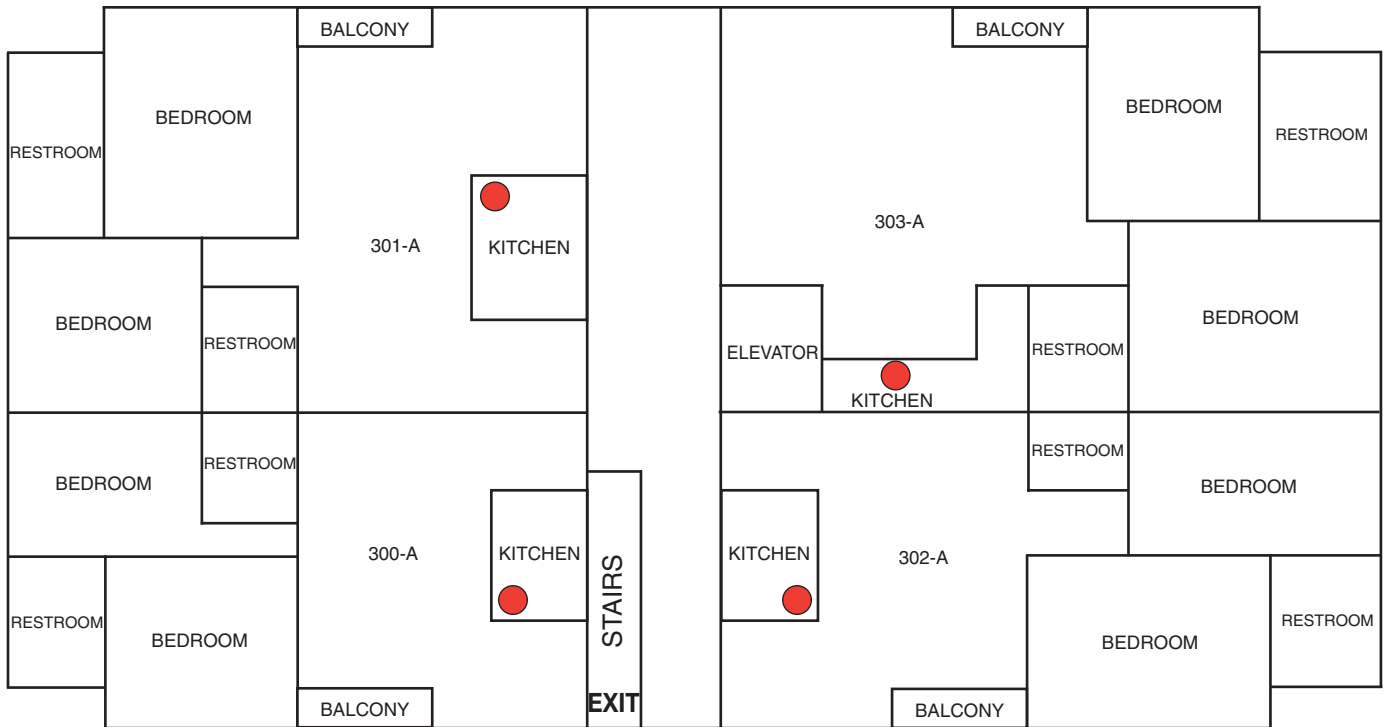 BALCONY
BALCONY
BEDROOM
BEDROOM
RESTROOM
RESTROOM
301-A
KITCHEN
303-A
BEDROOM
RESTROOM
ELEVATOR
RESTROOM
BEDROOM
KITCHEN
BEDROOM
RESTROOM
RESTROOM
BEDROOM
300-A
KITCHEN
STAIRS
KITCHEN
302-A
RESTROOM
BEDROOM
BEDROOM
RESTROOM
BALCONY
EXIT
BALCONY